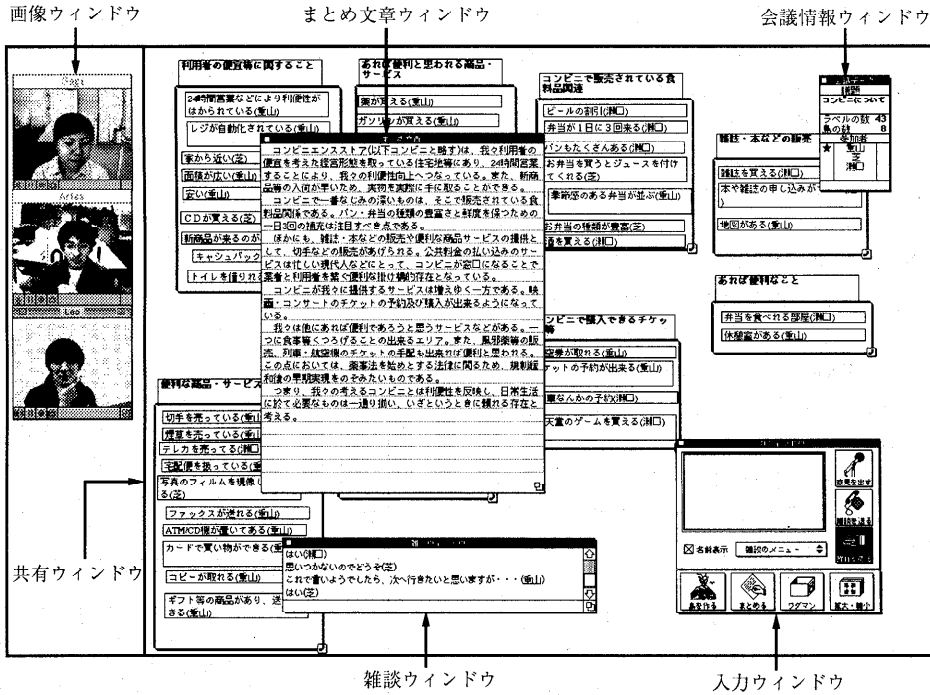 画像ウィンドウ
まとめ文章ウィンドウ
会議情報ウィンドウ
利用者の便宜等に関すること
24時間営業などにより利便性が
はかられている(重山)
レジが自動化されている(重山)
家から近い(芝)
面積が広い(重山)
安い(重山)
CDが買える(芝)
新商品が来るのが
キャシュバック
トイレを借りれ
あれば便利と思われる商品・
サービス
薬が買える(重山)
ガソリンが買える(重山)
コンビニで販売されている食
料品関連
ビールの割引(瀬口)
弁当が1日に3回来る(瀬口)
パンもたくさんある(瀬口)
お弁当を買うとジュースを付け
てくれる(芝)
季節感のある弁当が並ぶ(重山)
お弁当の種類が豊富(芝)
酒を買える(瀬口)
雑誌・本などの販売
雑誌を買える(瀬口)
本や雑誌の申し込みが
地図がある(重山)
議題
コンビニについて
ラベルの数 43
島の数 8
参加者
★ 重山
芝
瀬口
あれば便利なこと
弁当を食べれる部屋(瀬口)
休憩室がある(重山)
コンビニエンスストア(以下コンビニと略す)は、我々利用者の
便宜を考えた経営形態を取っている住宅地等にあり、24時間営業
することにより、我々の利便性向上へつなっている。また、新商
品等の入荷が早いため、実物を実際に手に取ることができる。
コンビニで一番なじみの深いものは、そこで販売されている食
料品関係である。パン・弁当の種類の豊富さと鮮度を保つための
一日3回の補充は注目すべき点である。
ほかにも、雑誌・本などの販売や便利な商品サービスの提供と
して、切手などの販売があげられる。公共料金の払い込みのサー
ビスは忙しい現代人などにとって、コンビニが窓口になることで
業者と利用者を繋ぐ便利な掛け橋的存在となっている。
コンビニが我々に提供するサービスは増えゆく一方である。映
画・コンサートのチケットの予約及び購入が出来るようになって
いる。
我々は他にあれば便利であろうと思うサービスなどがある。一
つに食事等くつろげることの出来るエリア。また、風邪薬等の販
売、列車・航空機のチケットの手配も出来れば便利と思われる。
この点においては、薬事法を始めとする法律に関るため、規制緩
和後の早期実現をのぞみたいものである。
つまり、我々の考えるコンビニとは利便性を反映し、日常生活
に於て必要なものは一通り揃い、いざというときに頼れる存在と
考える。
ンビニで購入できるチケッ
等
空券が取れる(重山)
ケットの予約が出来る(重山)
車なんかの予約(瀬口)
天堂のゲームを買える(瀬口)
便利な商品・サービス
切手を売っている(重山
煙草を売っている(重山
テレカを売ってる(瀬口
宅配便を扱っている(重
写真のフィルムを現像し
る(芝)
ファックスが送れる(重山)
ATM/CD機が置いてある(重山)
カードで買い物ができる(重
コピーが取れる(重山)
ギフト等の商品があり、送
きる(重山)
はい(瀬口)
思いつかないのでどうぞ(芝)
これで言いようでしたら、次へ行きたいと思いますが・・・(重山)
はい(芝)
名前表示
雑談のメニュー
意見を出す
雑談を送る
島を作る
まとめる
フグマン
拡大・縮小
共有ウィンドウ
雑談ウィンドウ
入力ウィンドウ